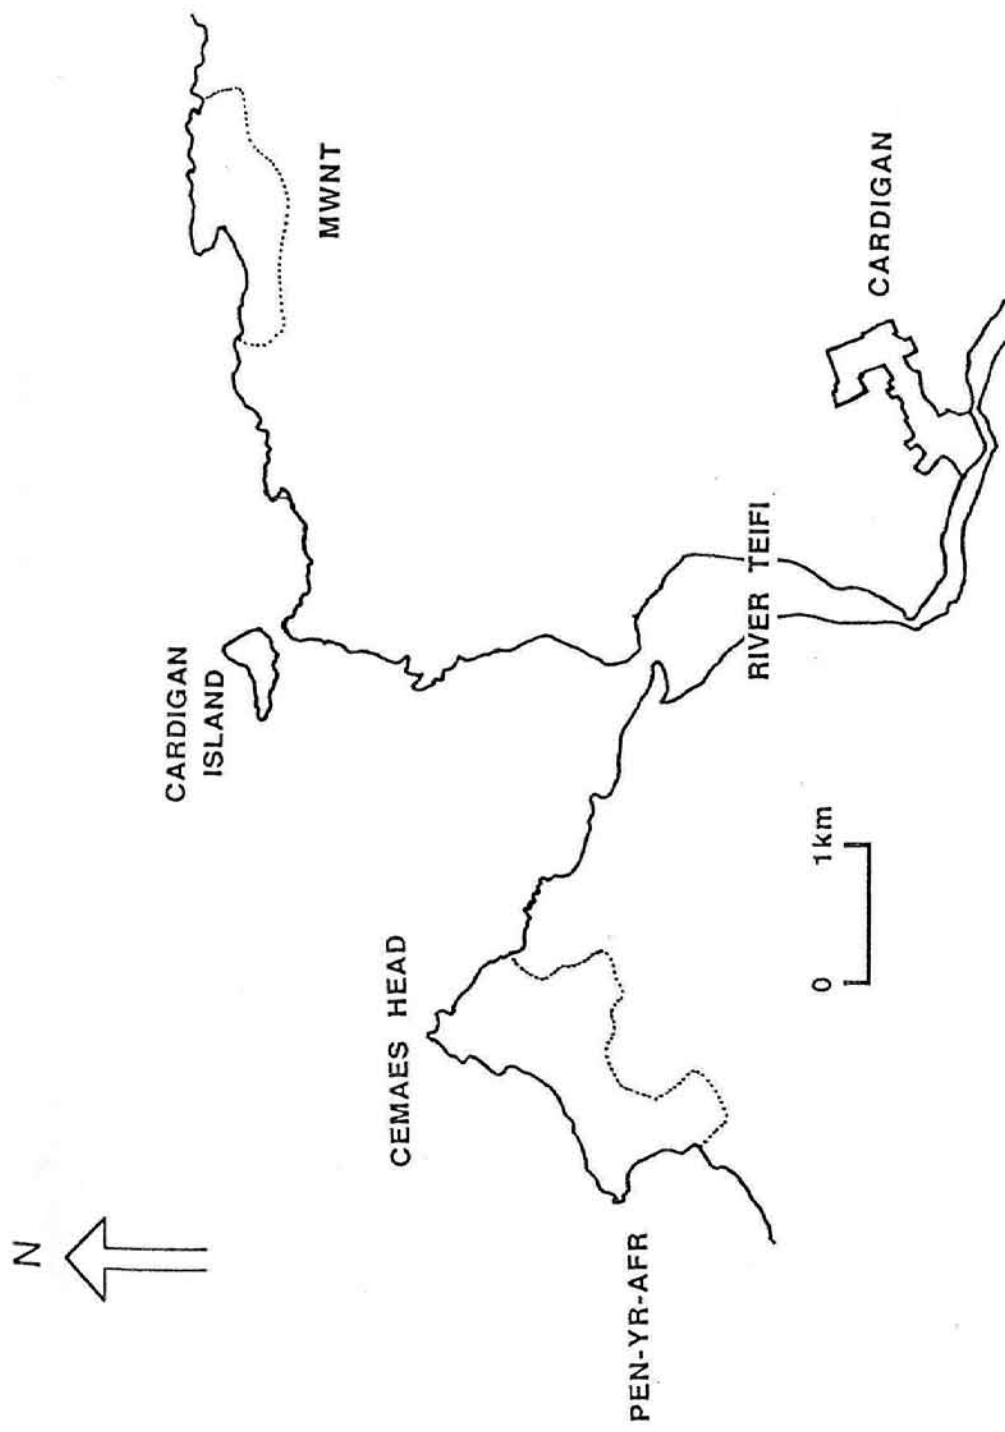 N
CARDIGAN
ISLAND
MWNT
CEMAES HEAD
PEN-YR-AFR
RIVER TEIFI
CARDIGAN
0 1km